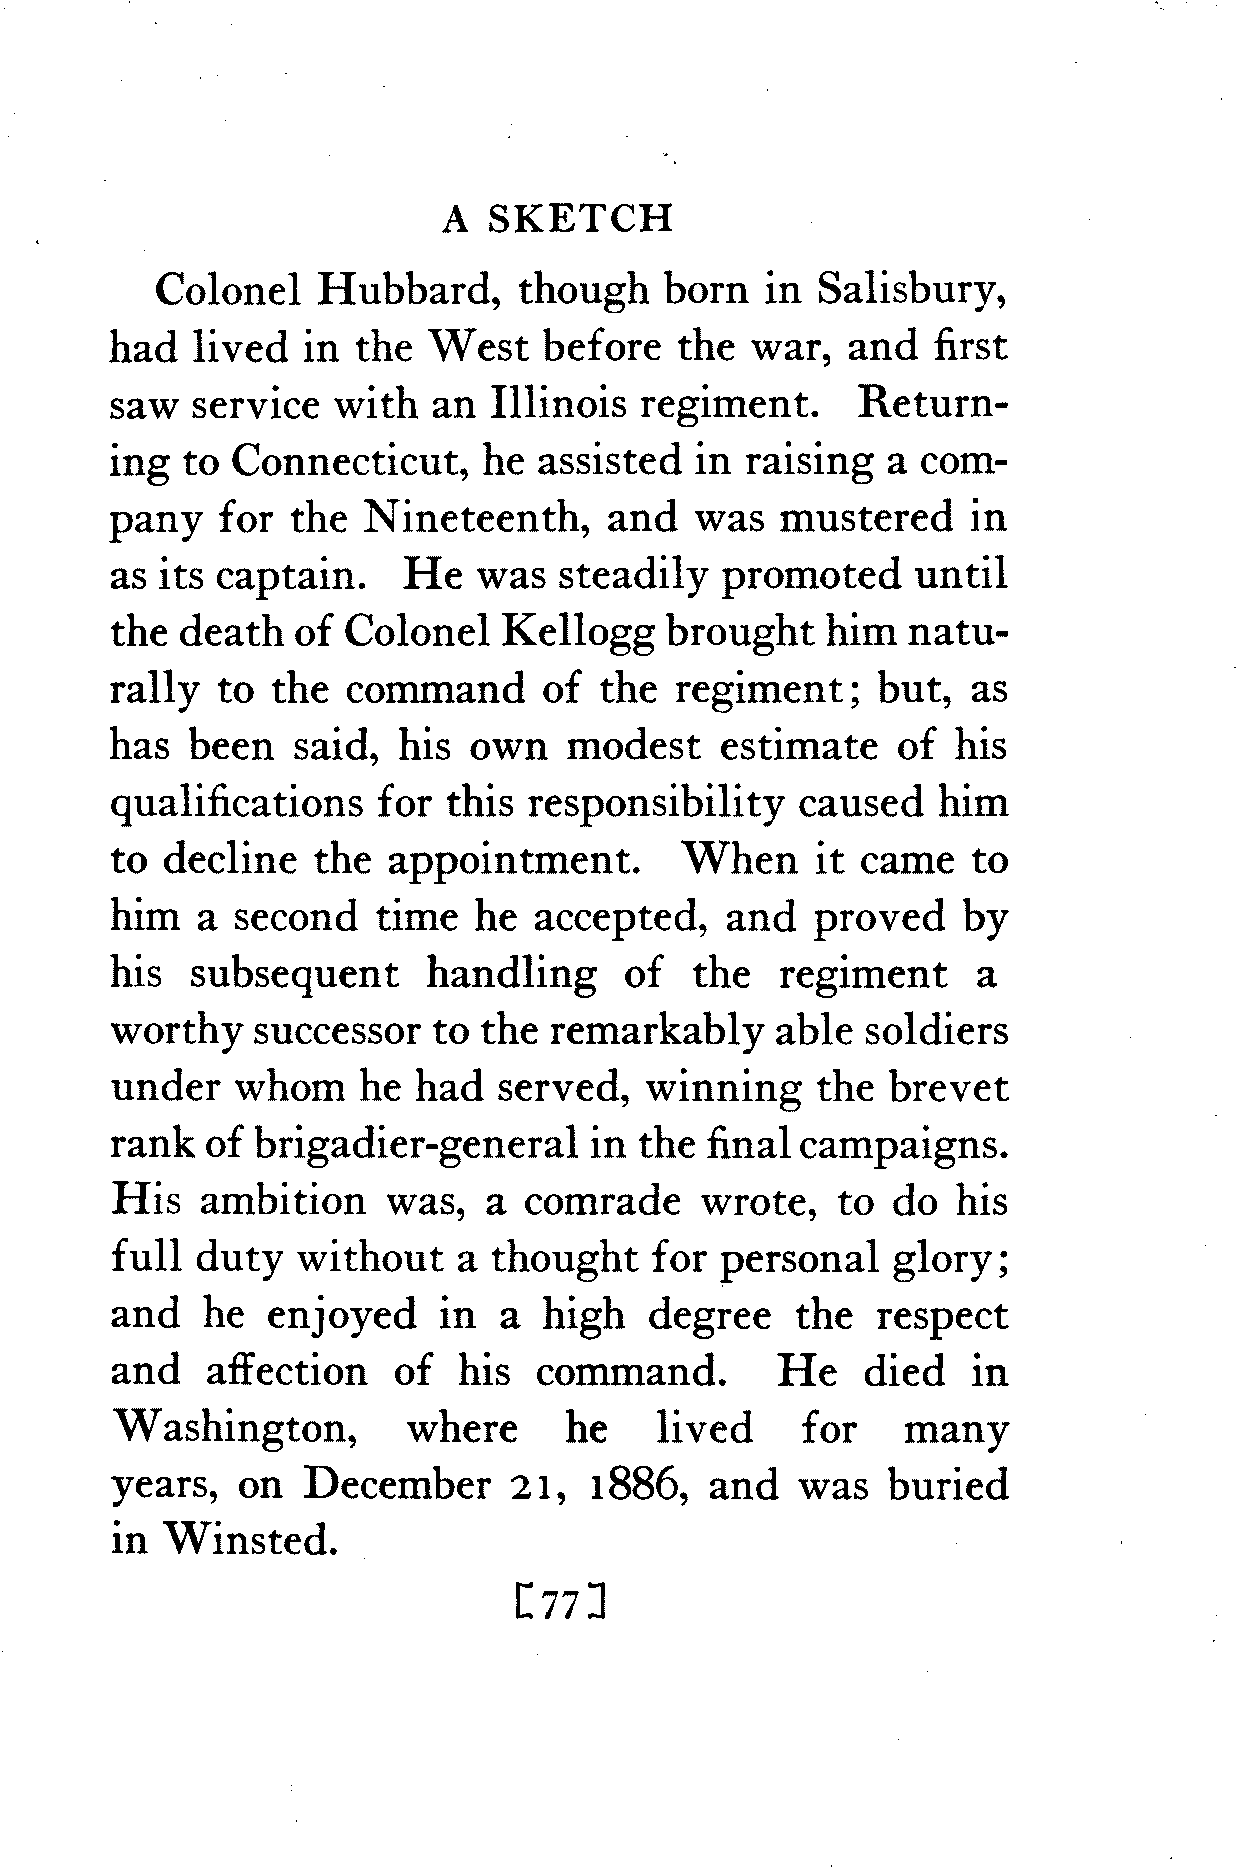 A SKETCH
Colonel Hubbard, though born in Salisbury,
had lived in the West before the war, and first
saw service with an Illinois regiment. Return-
ing to Connecticut, he assisted in raising a com-
pany for the Nineteenth, and was mustered in
as its captain. He was steadily promoted until
the death of Colonel Kellogg brought him natu-
rally to the command of the regiment; but, as
has been said, his own modest estimate of his
qualifications for this responsibility caused him
to decline the appointment. When it came to
him a second time he accepted, and proved by
his subsequent handling of the regiment a
worthy successor to the remarkably able soldiers
under whom he had served, winning the brevet
rank of brigadier-general in the final campaigns.
His ambition was, a comrade wrote, to do his
full duty without a thought for personal glory;
and he enjoyed in a high degree the respect
and affection of his command. He died in
Washington, where he lived for many
years, on December 21, 1886, and was buried
in Winsted.
[77]